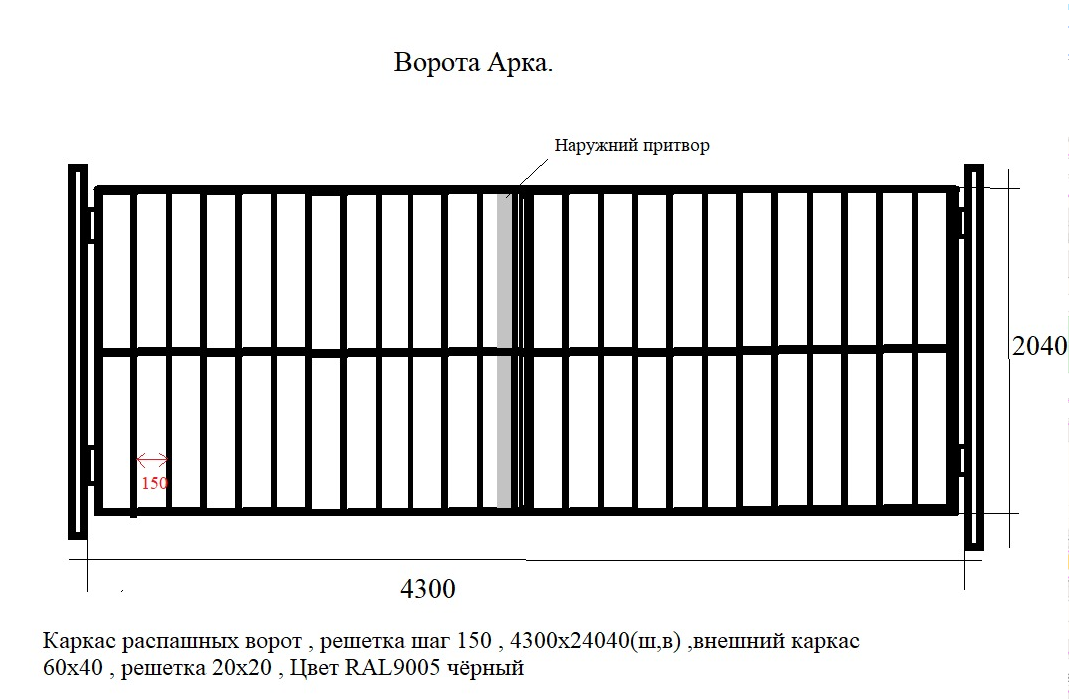 Ворота Арка.
Наружний притвор
2040
150
4300
Каркас распашных ворот , решетка шаг 150 , 4300х24040(ш,в) ,внешний каркас
60х40 , решетка 20х20 , Цвет RAL9005 чёрный